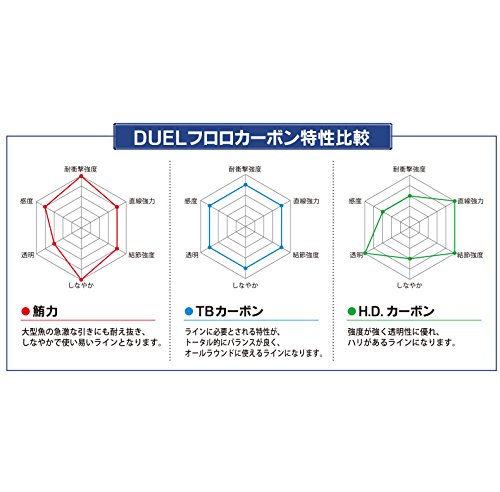 DUELフロロカーボン特性比較
耐衝撃強度
感度
直線強力
透明
結節強度
しなやか
耐衝撃強度
感度
直線強力
透明
結節強度
しなやか
耐衝撃強度
感度
直線強力
透明
結節強度
しなやか
鮪力
大型魚の急激な引きにも耐え抜き、
しなやかで使い易いラインとなります。
TBカーボン
ラインに必要とされる特性が、
トータル的にバランスが良く、
オールラウンドに使えるラインになります。
H.D.カーボン
強度が強く透明性に優れ、
ハリがあるラインになります。